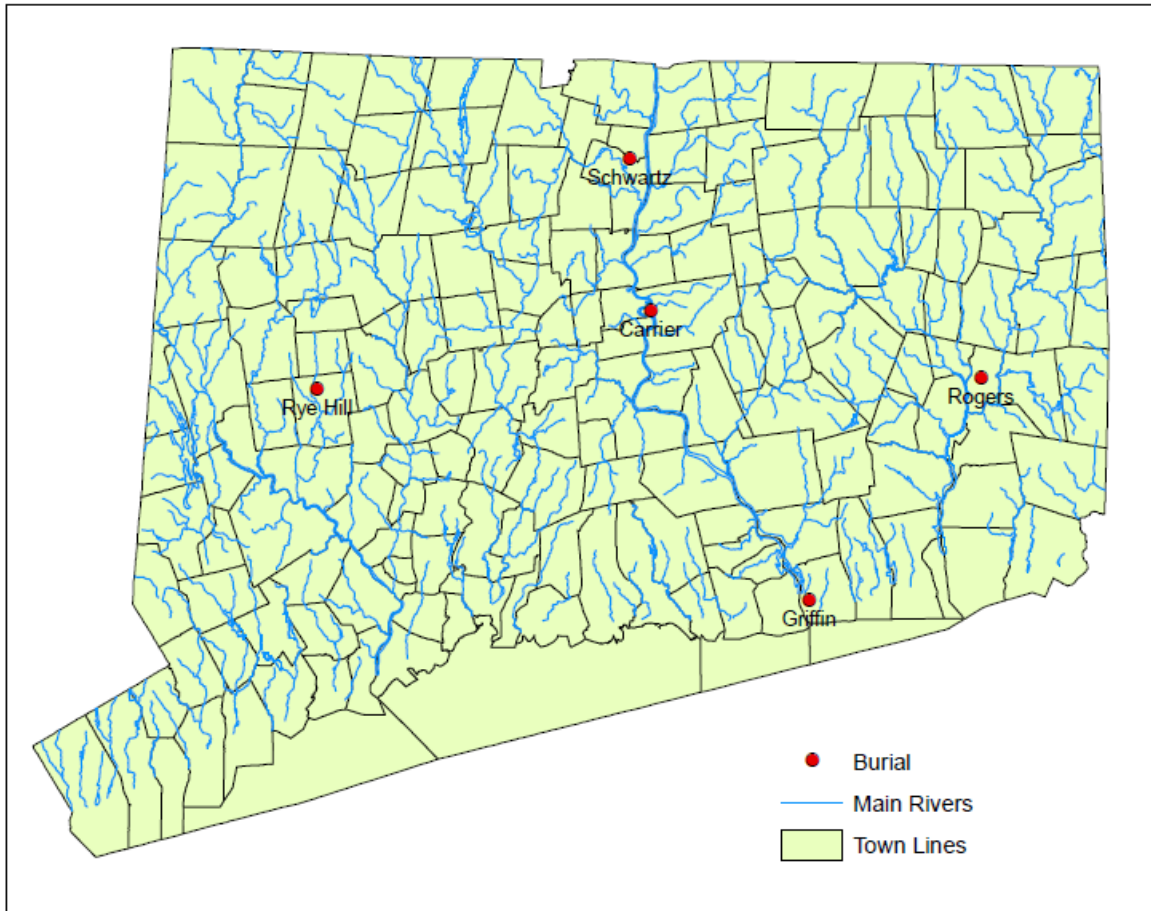 Schwartz
Carrier
Rye Hill
Rogers
Griffin
Burial
Main Rivers
Town Lines